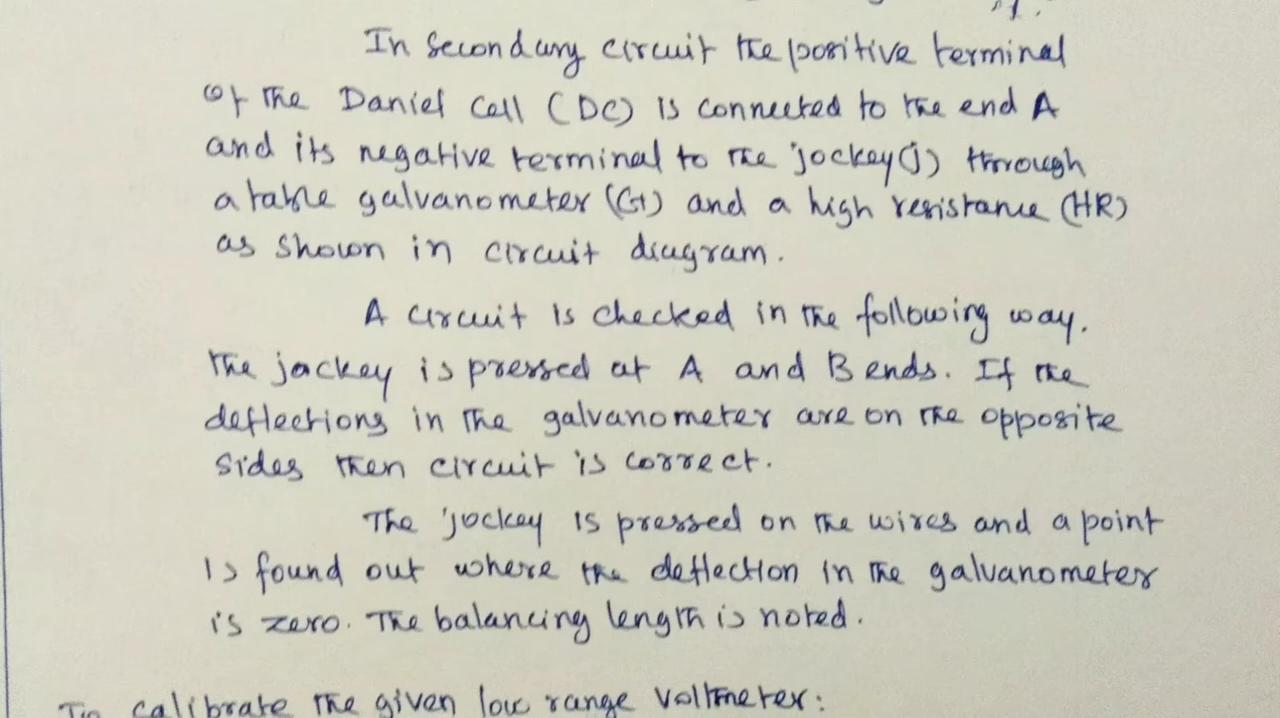 In Secondary circuit the positive terminal
of the Daniel Cell (DC) is connected to the end A
and its negative terminal to the jockey(J) through
a table galvanometer (G) and a high resistance (HR)
as shown in circuit diagram.
A circuit is checked in the following way.
The jockey is pressed at A and B ends. If the
deflections in the galvanometer are on the opposite
sides then circuit is correct.
The jockey is pressed on the wires and a point
is found out where the deflection in the galvanometer
is zero. The balancing length is noted.
To calibrate the given low range voltmeter: